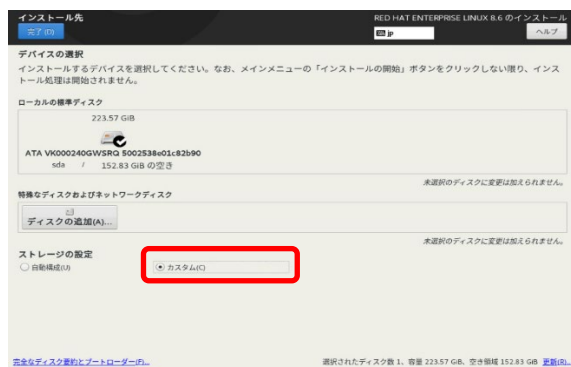 インストール先
RED HAT ENTERPRISE LINUX 8.6 のインストール
完了(D)
jp
ヘルプ
デバイスの選択
インストールするデバイスを選択してください。なお、メインメニューの「インストールの開始」ボタンをクリックしない限り、インス
トール処理は開始されません。
ローカルの標準ディスク
223.57 GiB
ATA VK000240GWSRQ 5002538e01c82b90
sda / 152.83 GiB の空き
未選択のディスクに変更は加えられません。
特殊なディスクおよびネットワークディスク
ディスクの追加(A)...
未選択のディスクに変更は加えられません。
ストレージの設定
自動構成(U)
カスタム(C)
完全なディスク要約とブートローダー(F)...
選択されたディスク数 1、容量 223.57 GiB、空き領域 152.83 GiB 更新(R)...